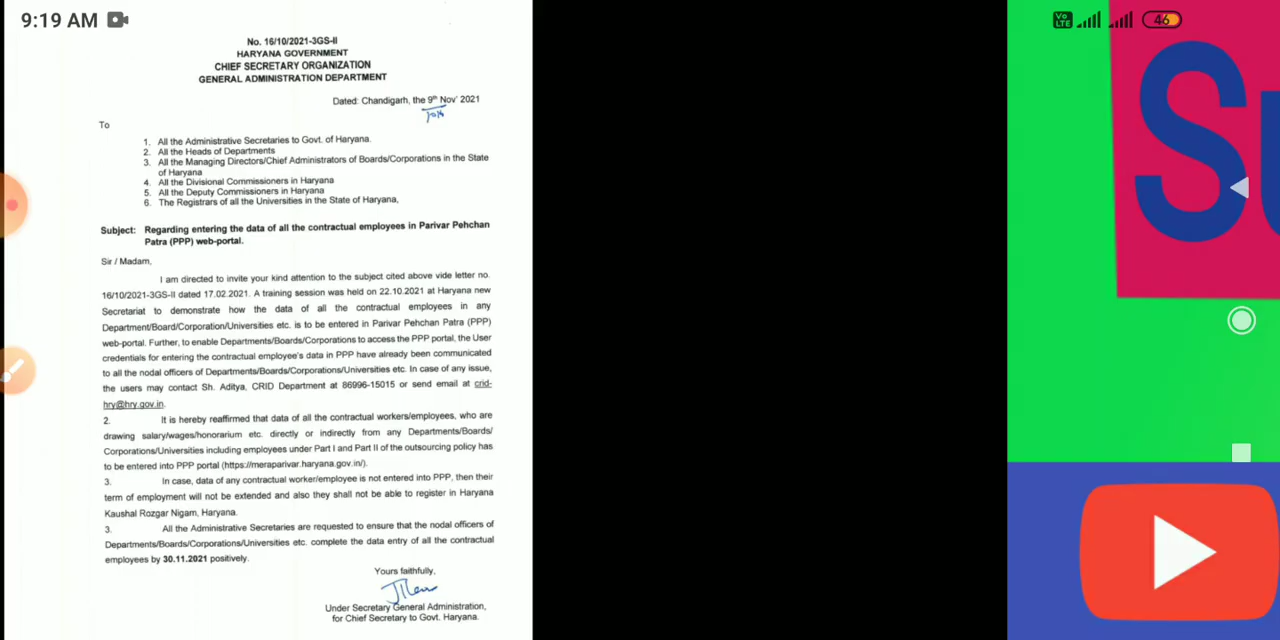 9:19 AM
Vo
LTE
46
No. 16/10/2021-3GS-II
HARYANA GOVERNMENT
CHIEF SECRETARY ORGANIZATION
GENERAL ADMINISTRATION DEPARTMENT
Dated: Chandigarh, the 9th Nov' 2021
To
1. All the Administrative Secretaries to Govt. of Haryana.
2. All the Heads of Departments
3. All the Managing Directors/Chief Administrators of Boards/Corporations in the State
of Haryana
4. All the Divisional Commissioners in Haryana
5. All the Deputy Commissioners in Haryana
6. The Registrars of all the Universities in the State of Haryana,
Subject: Regarding entering the data of all the contractual employees in Parivar Pehchan
Patra (PPP) web-portal.
Sir / Madam,
I am directed to invite your kind attention to the subject cited above vide letter no.
16/10/2021-3GS-II dated 17.02.2021. A training session was held on 22.10.2021 at Haryana new
Secretariat to demonstrate how the data of all the contractual employees in any
Department/Board/Corporation/Universities etc. is to be entered in Parivar Pehchan Patra (PPP)
web-portal. Further, to enable Departments/Boards/Corporations to access the PPP portal, the User
credentials for entering the contractual employee's data in PPP have already been communicated
to all the nodal officers of Departments/Boards/Corporations/Universities etc. In case of any issue,
the users may contact Sh. Aditya, CRID Department at 86996-15015 or send email at crid-
hry@hry.gov.in.
2. It is hereby reaffirmed that data of all the contractual workers/employees, who are
drawing salary/wages/honorarium etc. directly or indirectly from any Departments/Boards/
Corporations/Universities including employees under Part I and Part II of the outsourcing policy has
to be entered into PPP portal (https://meraparivar.haryana.gov.in/).
3. In case, data of any contractual worker/employee is not entered into PPP, then their
term of employment will not be extended and also they shall not be able to register in Haryana
Kaushal Rozgar Nigam, Haryana.
3. All the Administrative Secretaries are requested to ensure that the nodal officers of
Departments/Boards/Corporations/Universities etc. complete the data entry of all the contractual
employees by 30.11.2021 positively.
Yours faithfully,
Under Secretary General Administration,
for Chief Secretary to Govt. Haryana.